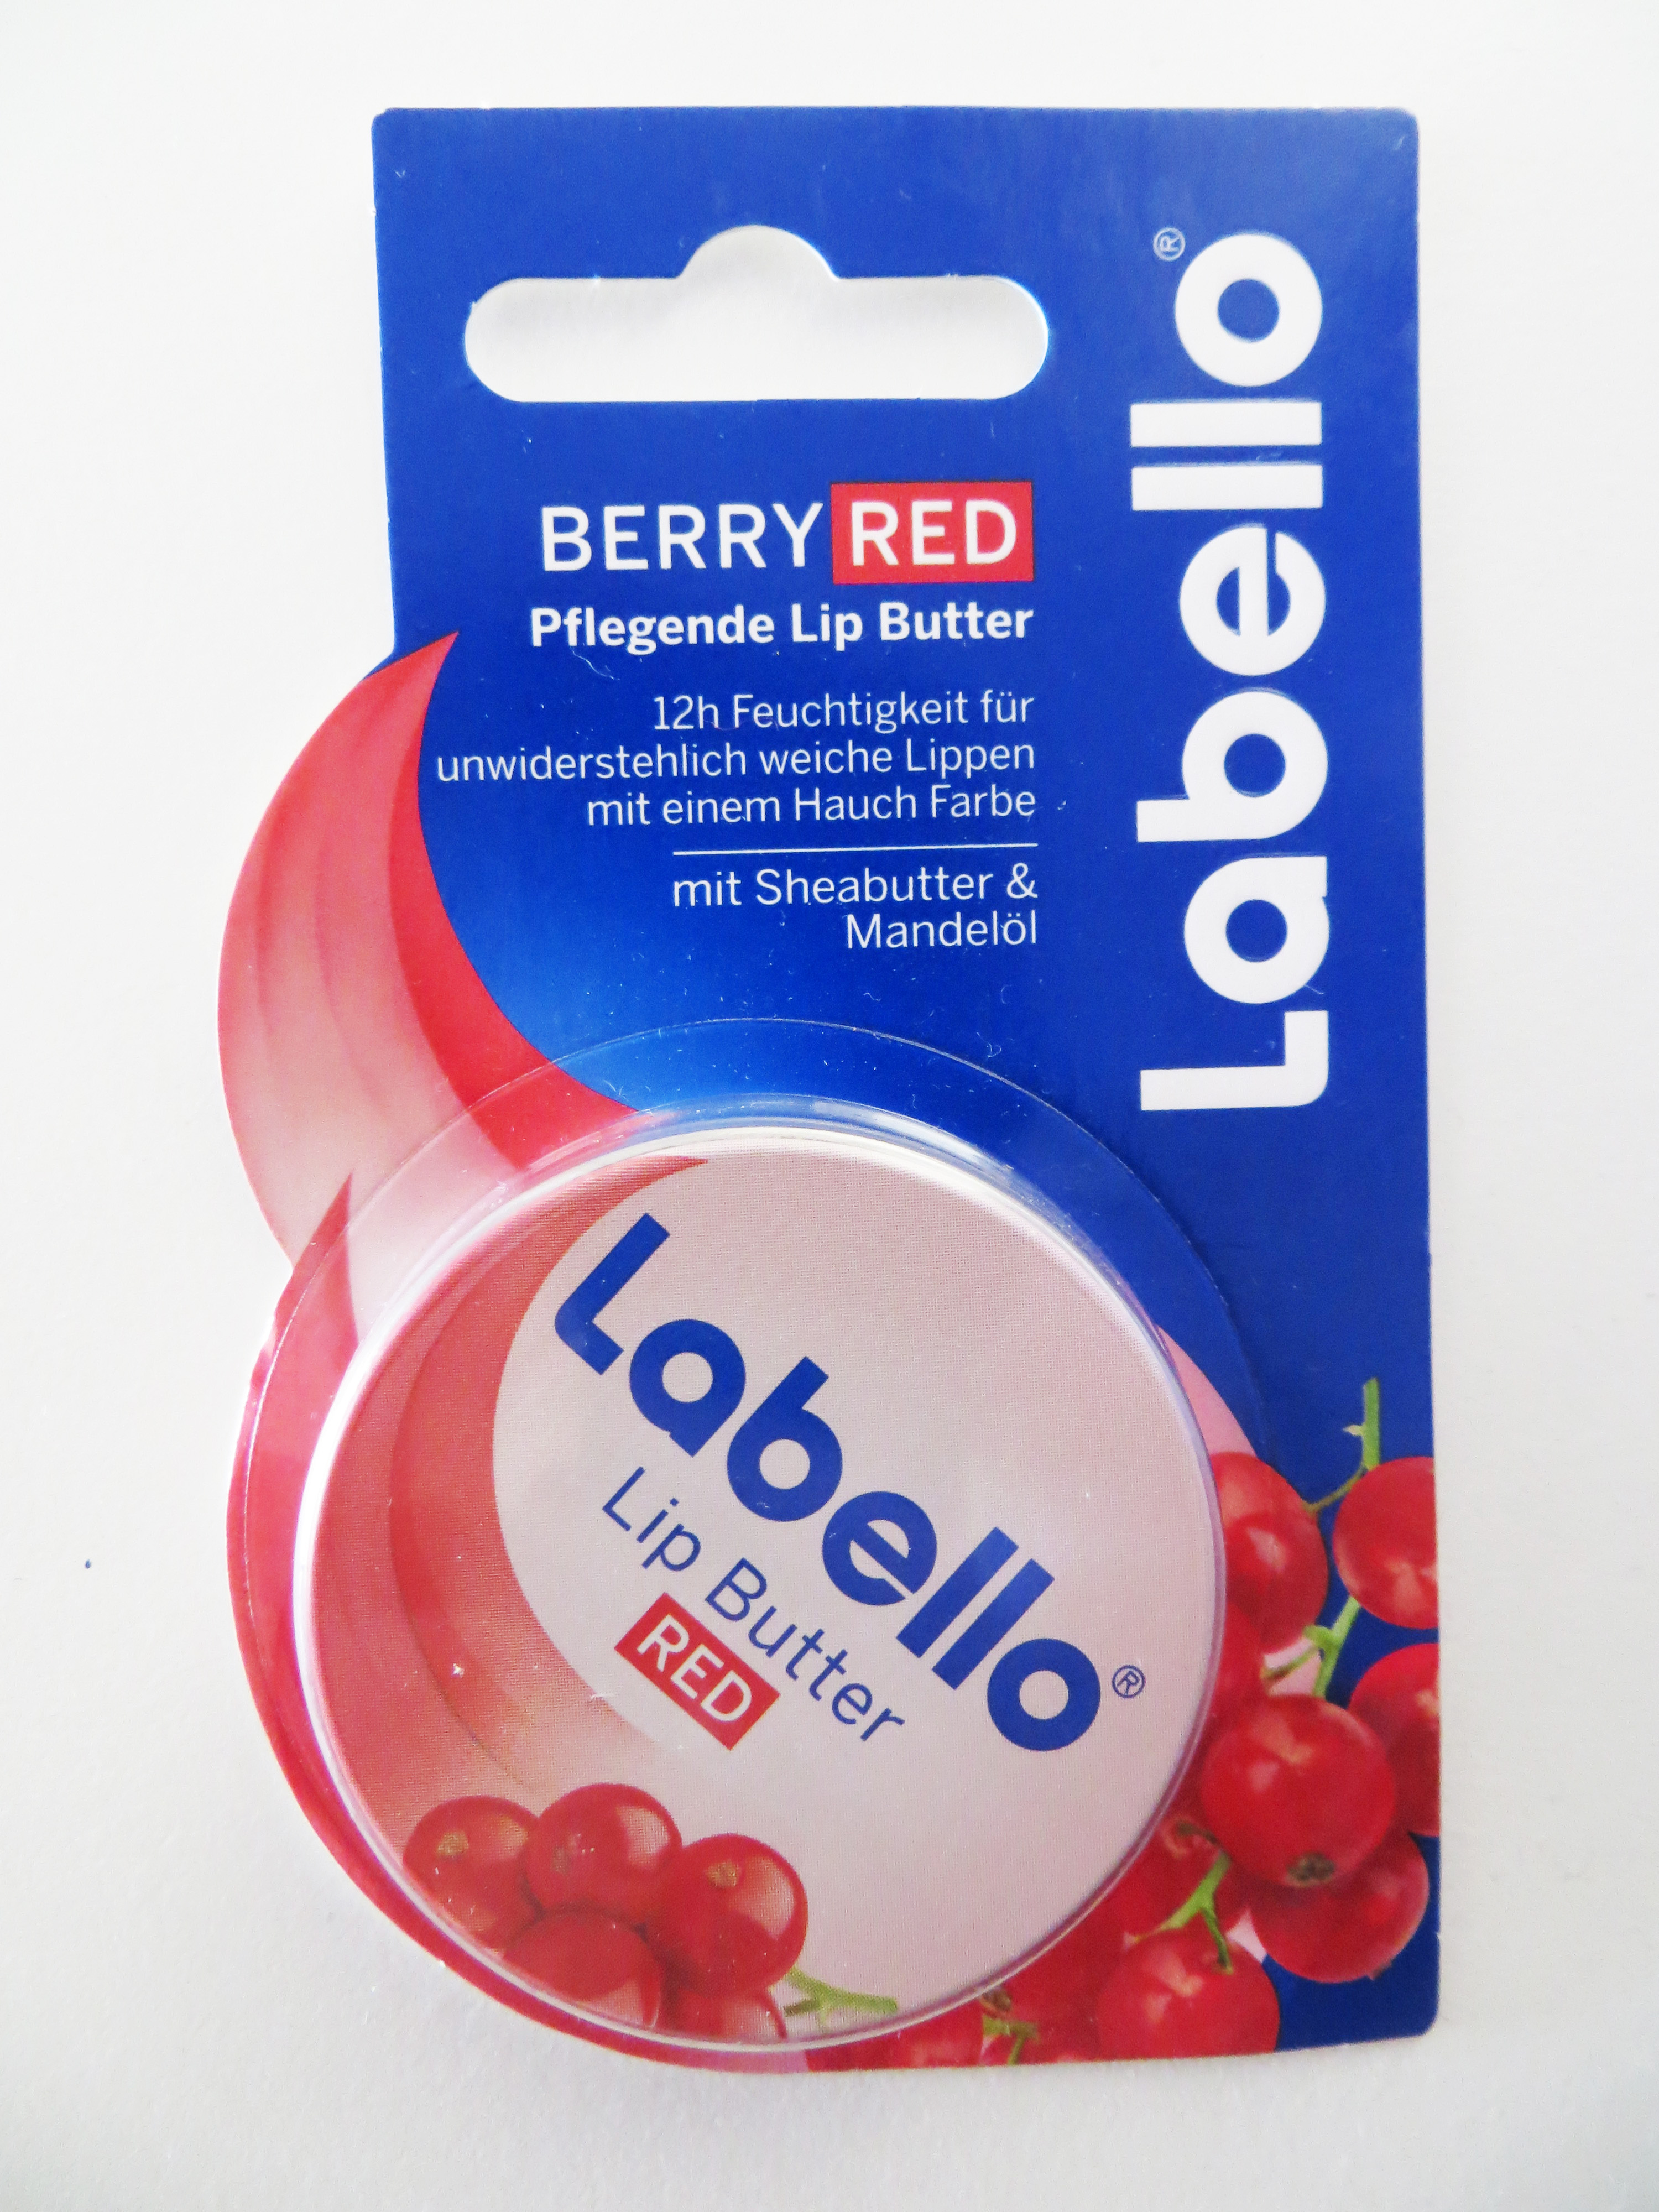 BERRY RED
Pflegende Lip Butter
12h Feuchtigkeit für
unwiderstehlich weiche Lippen
mit einem Hauch Farbe
mit Sheabutter &
Mandelöl
Labello®
Labello®
Lip Butter
RED